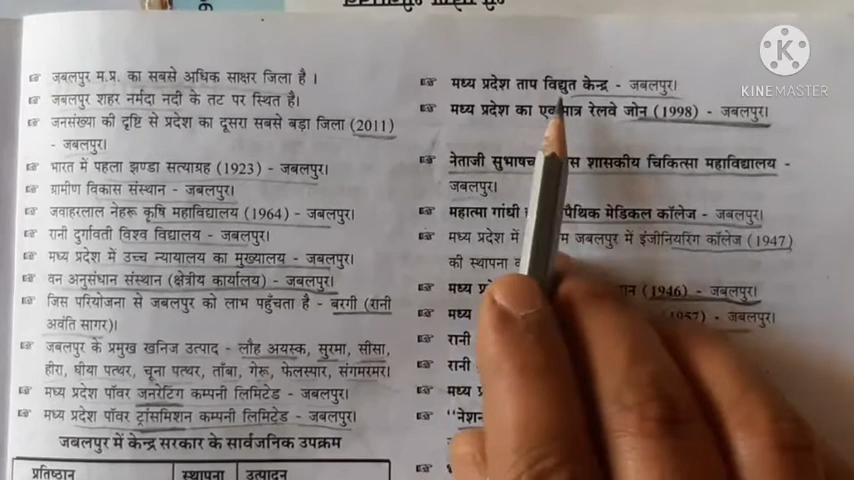 जबलपुर म.प्र. का सबसे अधिक साक्षर जिला है ।
जबलपुर शहर नर्मदा नदी के तट पर स्थित है।
जनसंख्या की दृष्टि से प्रदेश का दूसरा सबसे बड़ा जिला (2011)
- जबलपुर।
भारत में पहला झण्डा सत्याग्रह (1923) - जबलपुर।
ग्रामीण विकास संस्थान - जबलपुर।
जवाहरलाल नेहरू कृषि महाविद्यालय (1964) - जबलपुर।
रानी दुर्गावती विश्व विद्यालय - जबलपुर।
मध्य प्रदेश में उच्च न्यायालय का मुख्यालय - जबलपुर।
वन अनुसंधान संस्थान (क्षेत्रीय कार्यालय) - जबलपुर।
जिस परियोजना से जबलपुर को लाभ पहुँचता है - बरगी (रानी
अवंति सागर)।
जबलपुर के प्रमुख खनिज उत्पाद - लौह अयस्क, सुरमा, सीसा,
हीरा, घीया पत्थर, चूना पत्थर, ताँबा, गेरू, फेलस्पार, संगमरमर।
मध्य प्रदेश पॉवर जनरेटिंग कम्पनी लिमिटेड - जबलपुर।
मध्य प्रदेश पॉवर ट्रांसमिशन कम्पनी लिमिटेड - जबलपुर।
जबलपुर में केन्द्र सरकार के सार्वजनिक उपक्रम
प्रतिष्ठान स्थापना उत्पादन
मध्य प्रदेश ताप विद्युत केन्द्र - जबलपुर।
मध्य प्रदेश का रेलवे जोन (1998) - जबलपुर।
नेताजी शासकीय चिकित्सा महाविद्यालय -
जबलपुर।
महात्मा गांधी मेडिकल कॉलेज - जबलपुर।
मध्य प्रदेश में जबलपुर में इंजीनियरिंग कॉलेज (1947)
की स्थापना
(1946) - जबलपुर।
मध्य - जबलपुर।
रानी
रानी
मध्य
KINEMASTER